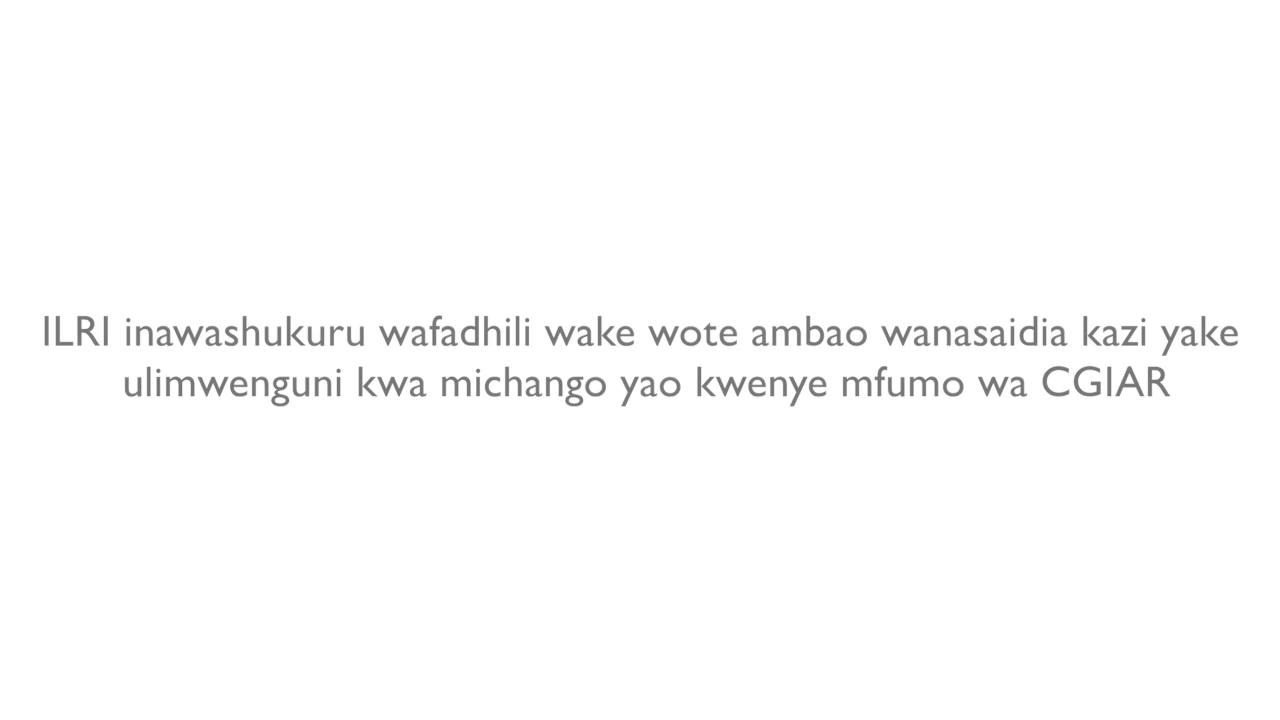 ILRI inawashukuru wafadhili wake wote ambao wanasaidia kazi yake
ulimwenguni kwa michango yao kwenye mfumo wa CGIAR